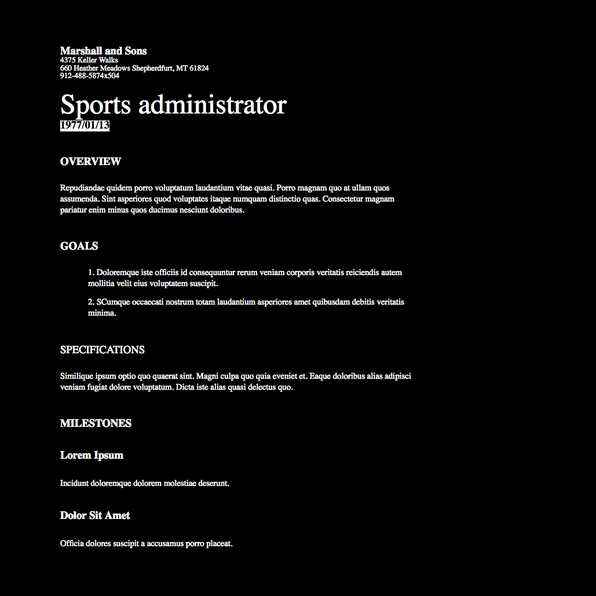 Marshall and Sons
4375 Keller Walks
660 Heather Meadows Shepherdfurt, MT 61824
912-488-5874x504
Sports administrator
1977/01/13
OVERVIEW
Repudiandae quidem porro voluptatum laudantium vitae quasi. Porro magnam quo at ullam quos
assumenda. Sint asperiores quod voluptates itaque numquam distinctio quas. Consectetur magnam
pariatur enim minus quos ducimus nesciunt doloribus.
GOALS
1. Doloremque iste officiis id consequuntur rerum veniam corporis veritatis reiciendis autem
mollitia velit eius voluptatem suscipit.
2. SCumque occaecati nostrum totam laudantium asperiores amet quibusdam debitis veritatis
minima.
SPECIFICATIONS
Similique ipsum optio quo quaerat sint. Magni culpa quo quia eveniet et. Eaque doloribus alias adipisci
veniam fugiat dolore voluptatum. Dicta iste alias quasi delectus quo.
MILESTONES
Lorem Ipsum
Incidunt doloremque dolorem molestiae deserunt.
Dolor Sit Amet
Officia dolores suscipit a accusamus porro placeat.